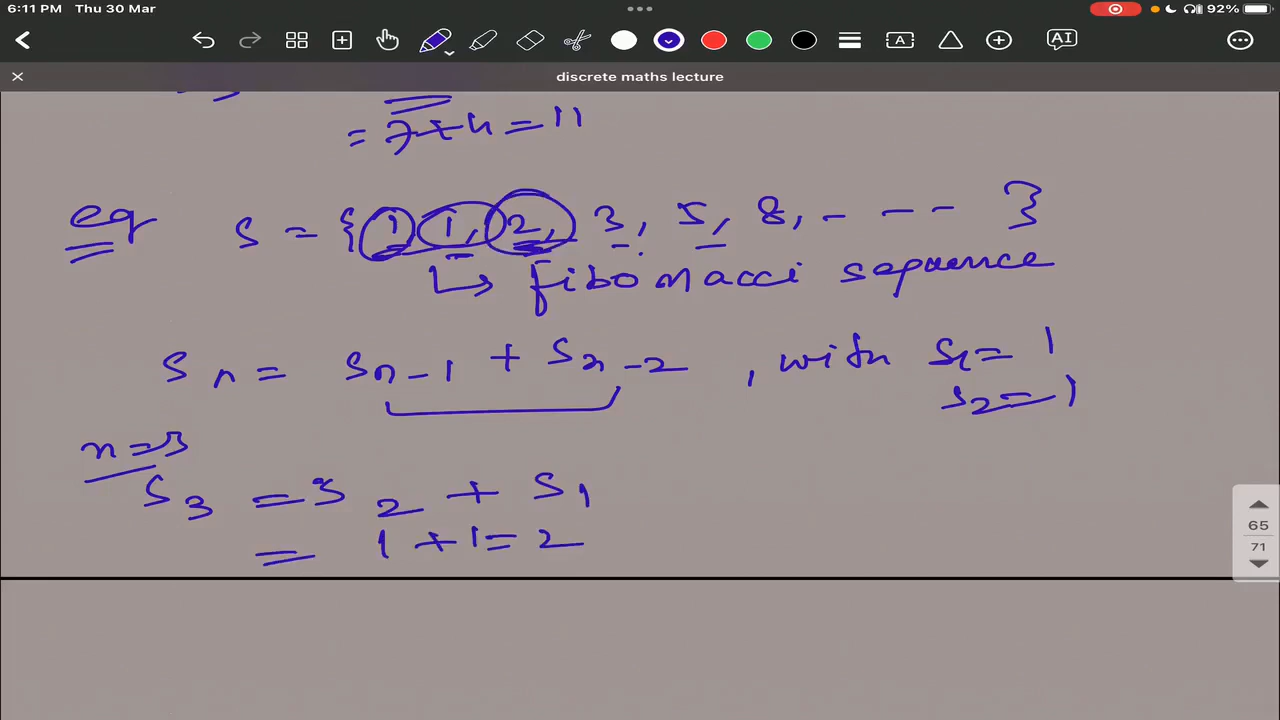 6:11 PM Thu 30 Mar 92%
A AI
discrete maths lecture
= 7+4 = 11
eg S = {1, 1, 2, 3, 5, 8, - - - }
↳ fibonacci sequence
Sn = Sn-1 + Sn-2, with S1 = 1
S2 = 1
n=3
S3 = S2 + S1
= 1+1=2
65
71